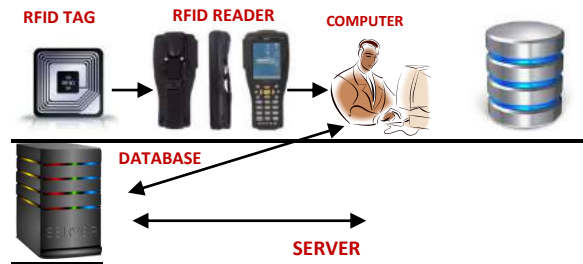 RFID TAG
RFID READER
COMPUTER
DATABASE
SERVER
SERVER